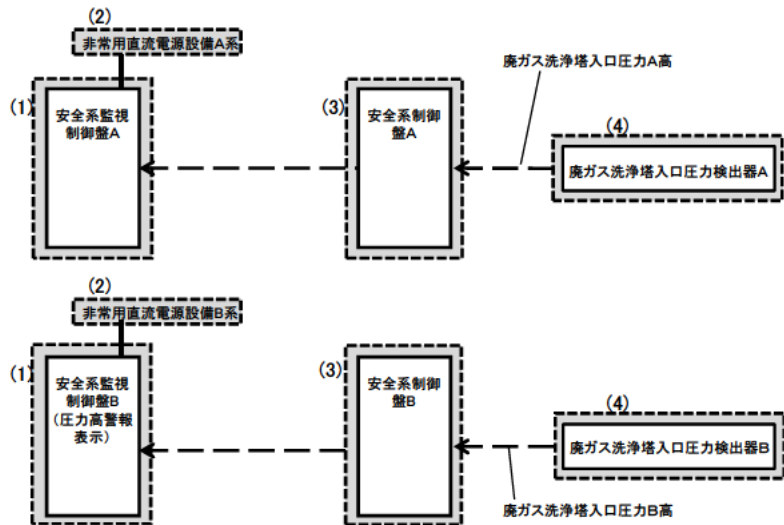 (2)
非常用直流電源設備A系
廃ガス洗浄塔入口圧力A高
(1)
安全系監視
制御盤A
(3)
安全系制御
盤A
(4)
廃ガス洗浄塔入口圧力検出器A
(2)
非常用直流電源設備B系
(1)
安全系監視
制御盤B
(圧力高警報
表示)
(3)
安全系制御
盤B
(4)
廃ガス洗浄塔入口圧力検出器B
廃ガス洗浄塔入口圧力B高